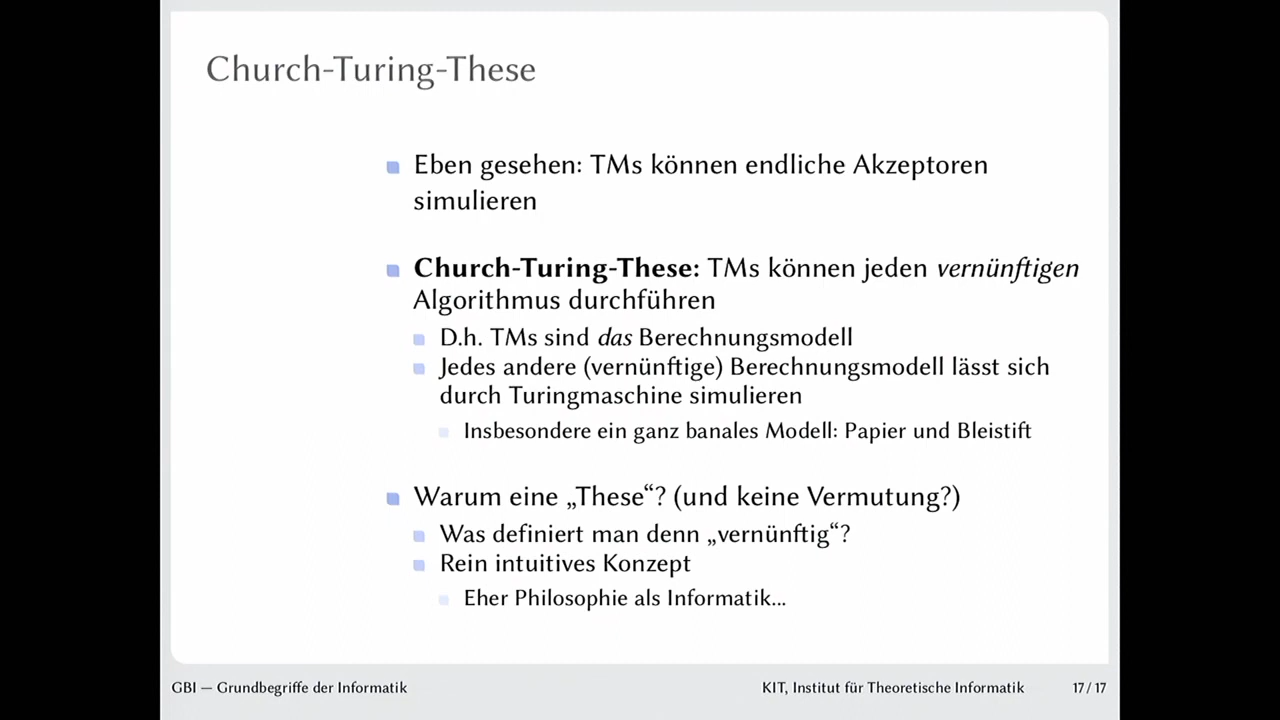 Church-Turing-These
Eben gesehen: TMs können endliche Akzeptoren
simulieren
Church-Turing-These: TMs können jeden vernünftigen
Algorithmus durchführen
D.h. TMs sind das Berechnungsmodell
Jedes andere (vernünftige) Berechnungsmodell lässt sich
durch Turingmaschine simulieren
Insbesondere ein ganz banales Modell: Papier und Bleistift
Warum eine „These“? (und keine Vermutung?)
Was definiert man denn „vernünftig“?
Rein intuitives Konzept
Eher Philosophie als Informatik...
GBI — Grundbegriffe der Informatik
KIT, Institut für Theoretische Informatik
17 / 17